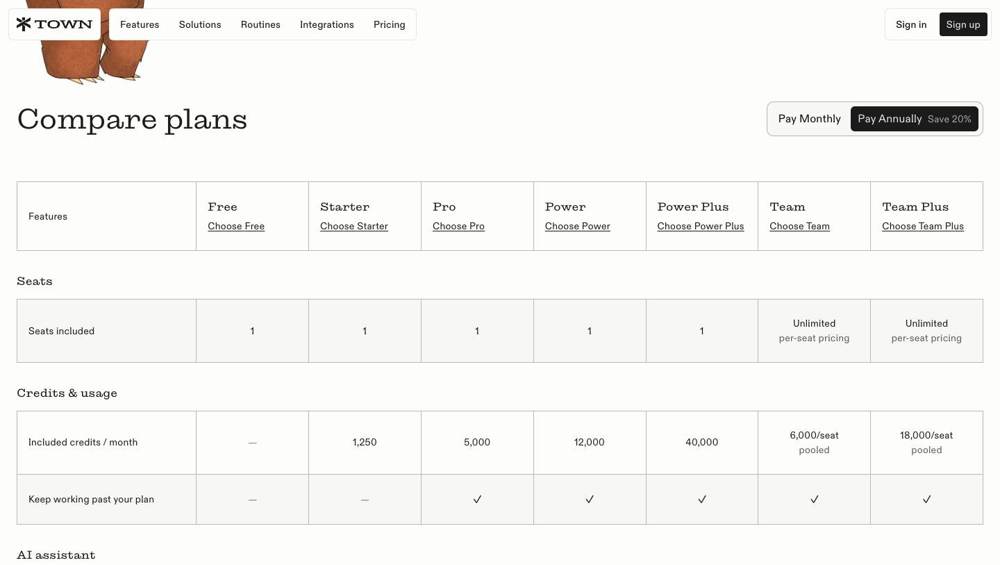 TOWN
Features Solutions Routines Integrations Pricing
Sign in Sign up
Compare plans
Pay Monthly Pay Annually Save 20%
Features
Free
Choose Free
Starter
Choose Starter
Pro
Choose Pro
Power
Choose Power
Power Plus
Choose Power Plus
Team
Choose Team
Team Plus
Choose Team Plus
Seats
Seats included 1 1 1 1 1 Unlimited per-seat pricing Unlimited per-seat pricing
Credits & usage
Included credits / month — 1,250 5,000 12,000 40,000 6,000/seat pooled 18,000/seat pooled
Keep working past your plan — — ✓ ✓ ✓ ✓ ✓
AI assistant